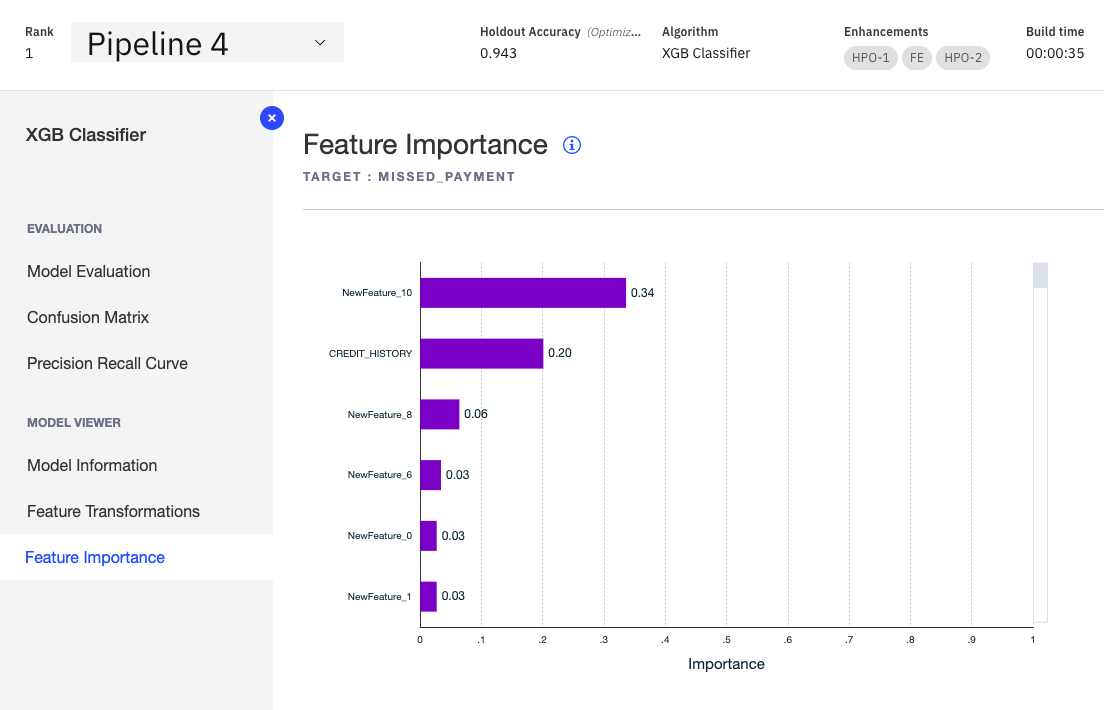 Rank
1
Pipeline 4
Holdout Accuracy (Optimiz...
0.943
Algorithm
XGB Classifier
Enhancements
HPO-1 FE HPO-2
Build time
00:00:35
XGB Classifier
EVALUATION
Model Evaluation
Confusion Matrix
Precision Recall Curve
MODEL VIEWER
Model Information
Feature Transformations
Feature Importance
Feature Importance
TARGET : MISSED_PAYMENT
NewFeature_10 0.34
CREDIT_HISTORY 0.20
NewFeature_8 0.06
NewFeature_6 0.03
NewFeature_0 0.03
NewFeature_1 0.03
0 .1 .2 .3 .4 .5 .6 .7 .8 .9 1
Importance